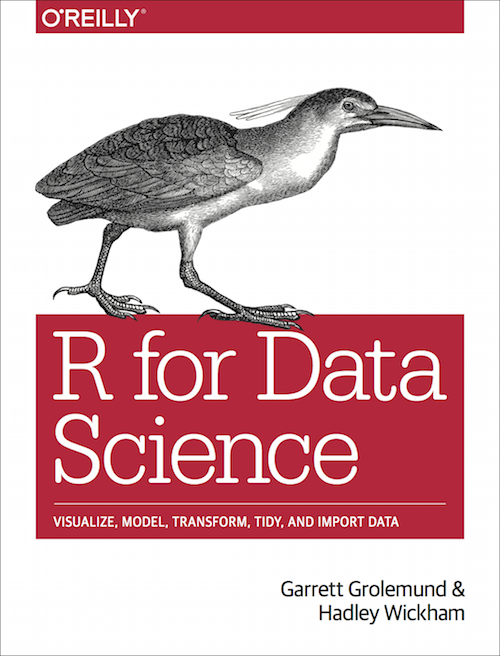 O'REILLY®
R for Data
Science
VISUALIZE, MODEL, TRANSFORM, TIDY, AND IMPORT DATA
Garrett Grolemund &
Hadley Wickham